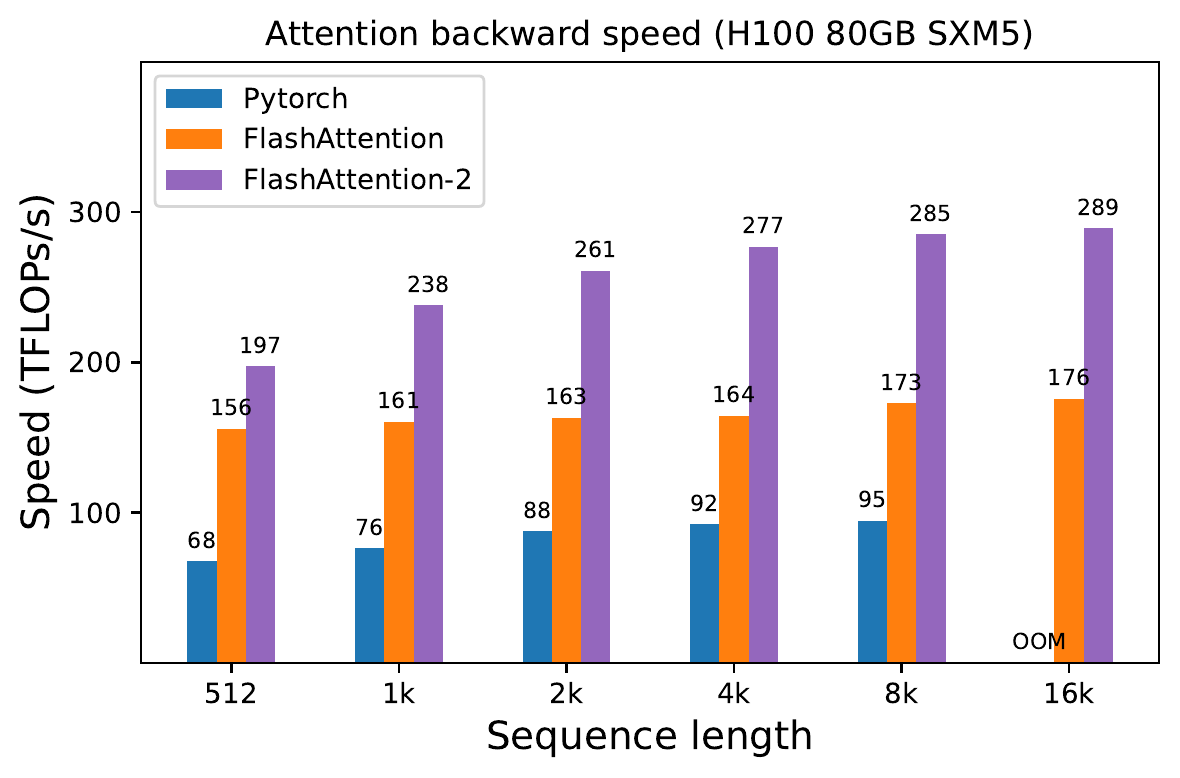 Attention backward speed (H100 80GB SXM5)
Pytorch
FlashAttention
FlashAttention-2
Speed (TFLOPs/s)
300
200
100
68
156
197
76
161
238
88
163
261
92
164
277
95
173
285
OOM
176
289
512
1k
2k
4k
8k
16k
Sequence length